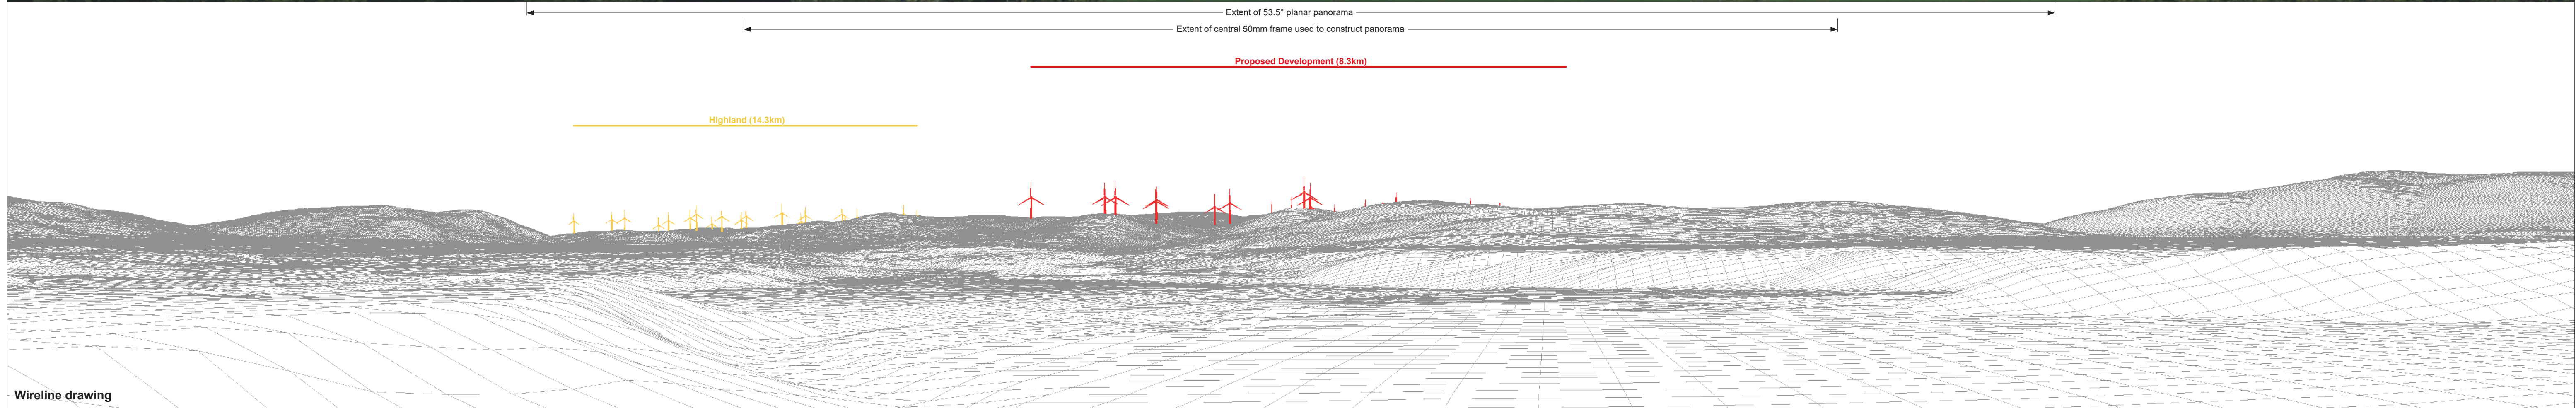 Extent of 53.5° planar panorama
Extent of central 50mm frame used to construct panorama
Proposed Development (8.3km)
Highland (14.3km)
Wireline drawing